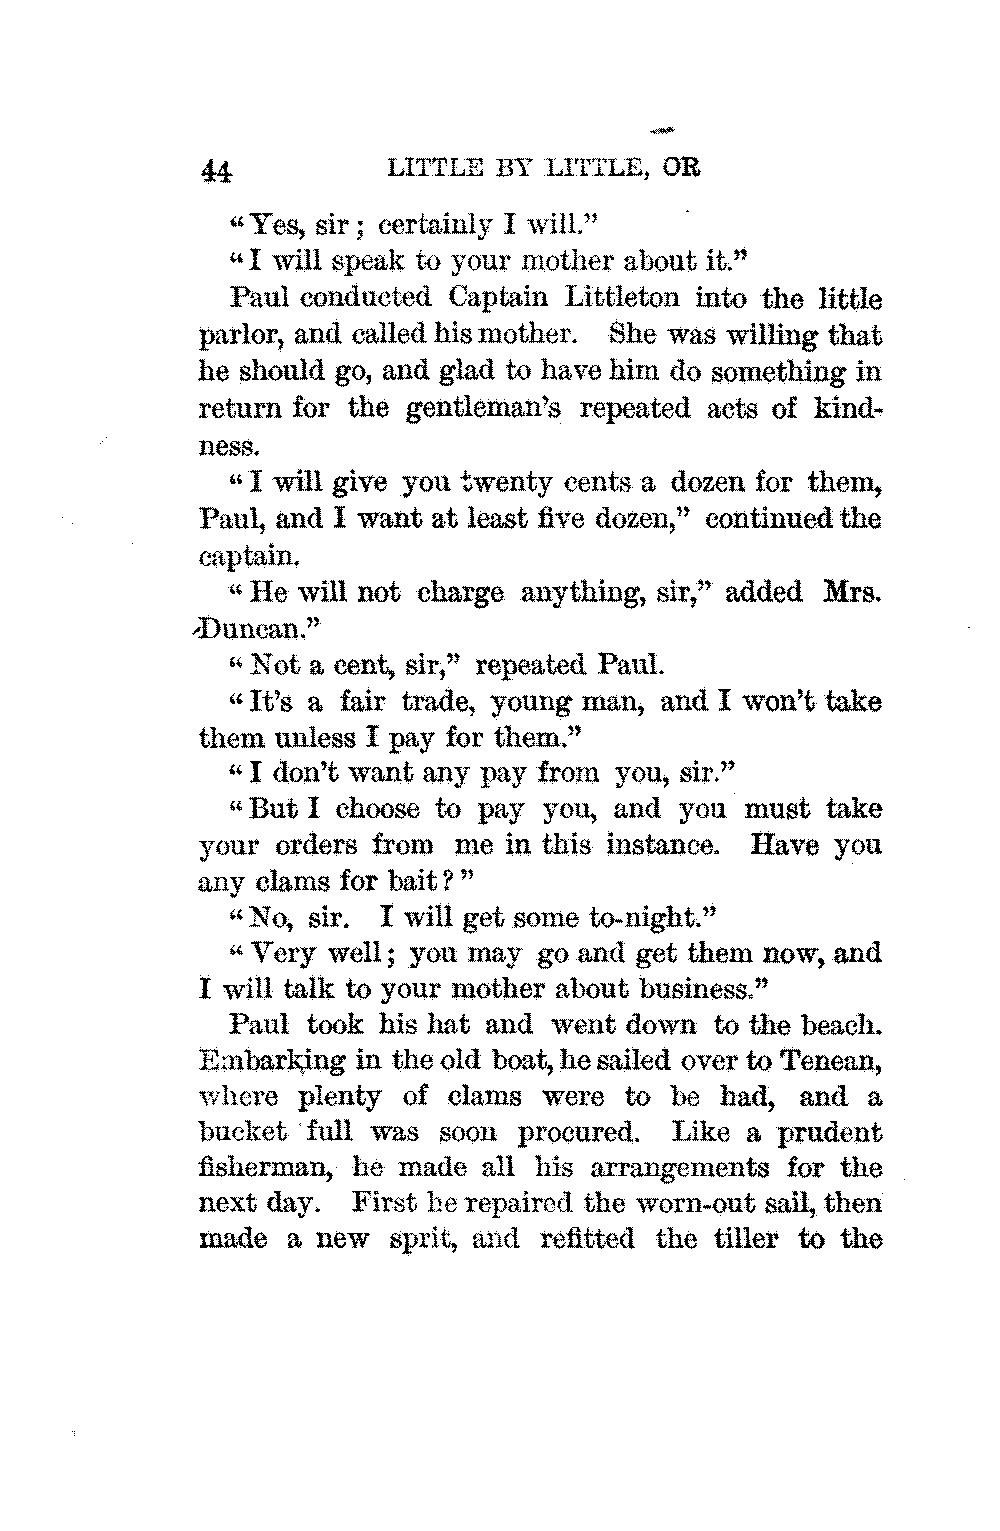 44 LITTLE BY LITTLE, OR
“Yes, sir; certainly I will.”
“I will speak to your mother about it.”
Paul conducted Captain Littleton into the little
parlor, and called his mother. She was willing that
he should go, and glad to have him do something in
return for the gentleman’s repeated acts of kind-
ness.
“I will give you twenty cents a dozen for them,
Paul, and I want at least five dozen,” continued the
captain.
“He will not charge anything, sir,” added Mrs.
Duncan.”
“Not a cent, sir,” repeated Paul.
“It’s a fair trade, young man, and I won’t take
them unless I pay for them.”
“I don’t want any pay from you, sir.”
“But I choose to pay you, and you must take
your orders from me in this instance. Have you
any clams for bait?”
“No, sir. I will get some to-night.”
“Very well; you may go and get them now, and
I will talk to your mother about business.”
Paul took his hat and went down to the beach.
Embarking in the old boat, he sailed over to Tenean,
where plenty of clams were to be had, and a
bucket full was soon procured. Like a prudent
fisherman, he made all his arrangements for the
next day. First he repaired the worn-out sail, then
made a new sprit, and refitted the tiller to the